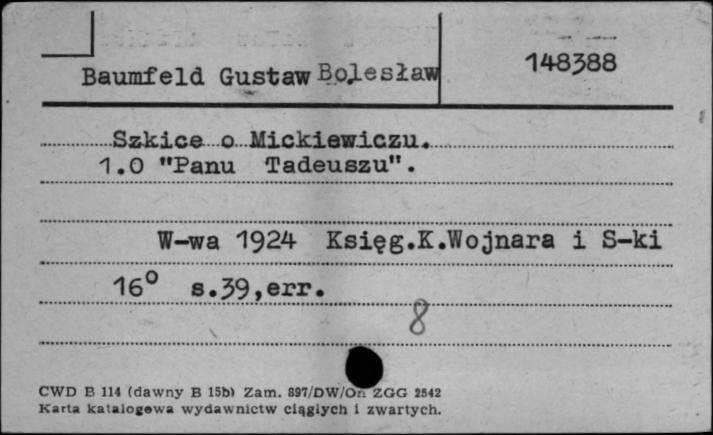 Baumfeld Gustaw Bolesław
148388
Szkice o Mickiewiczu.
1.O "Panu Tadeuszu".
W-wa 1924 Księg.K.Wojnara i S-ki
16° s.39,err.
8
CWD B 114 (dawny B 15b) Zam. 897/DW/On ZGG 2542
Karta katalogowa wydawnictw ciągłych i zwartych.